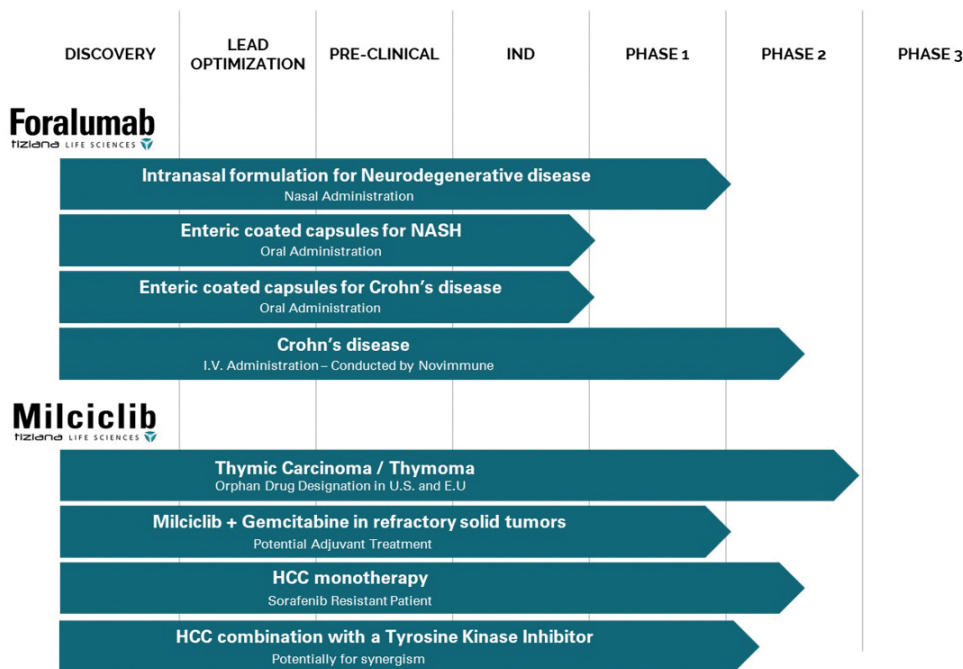 DISCOVERY
LEAD
OPTIMIZATION
PRE-CLINICAL
IND
PHASE 1
PHASE 2
PHASE 3
Foralumab
tiziana LIFE SCIENCES
Intranasal formulation for Neurodegenerative disease
Nasal Administration
Enteric coated capsules for NASH
Oral Administration
Enteric coated capsules for Crohn's disease
Oral Administration
Crohn's disease
I.V. Administration – Conducted by Novimmune
Milciclib
tiziana LIFE SCIENCES
Thymic Carcinoma / Thymoma
Orphan Drug Designation in U.S. and E.U
Milciclib + Gemcitabine in refractory solid tumors
Potential Adjuvant Treatment
HCC monotherapy
Sorafenib Resistant Patient
HCC combination with a Tyrosine Kinase Inhibitor
Potentially for synergism